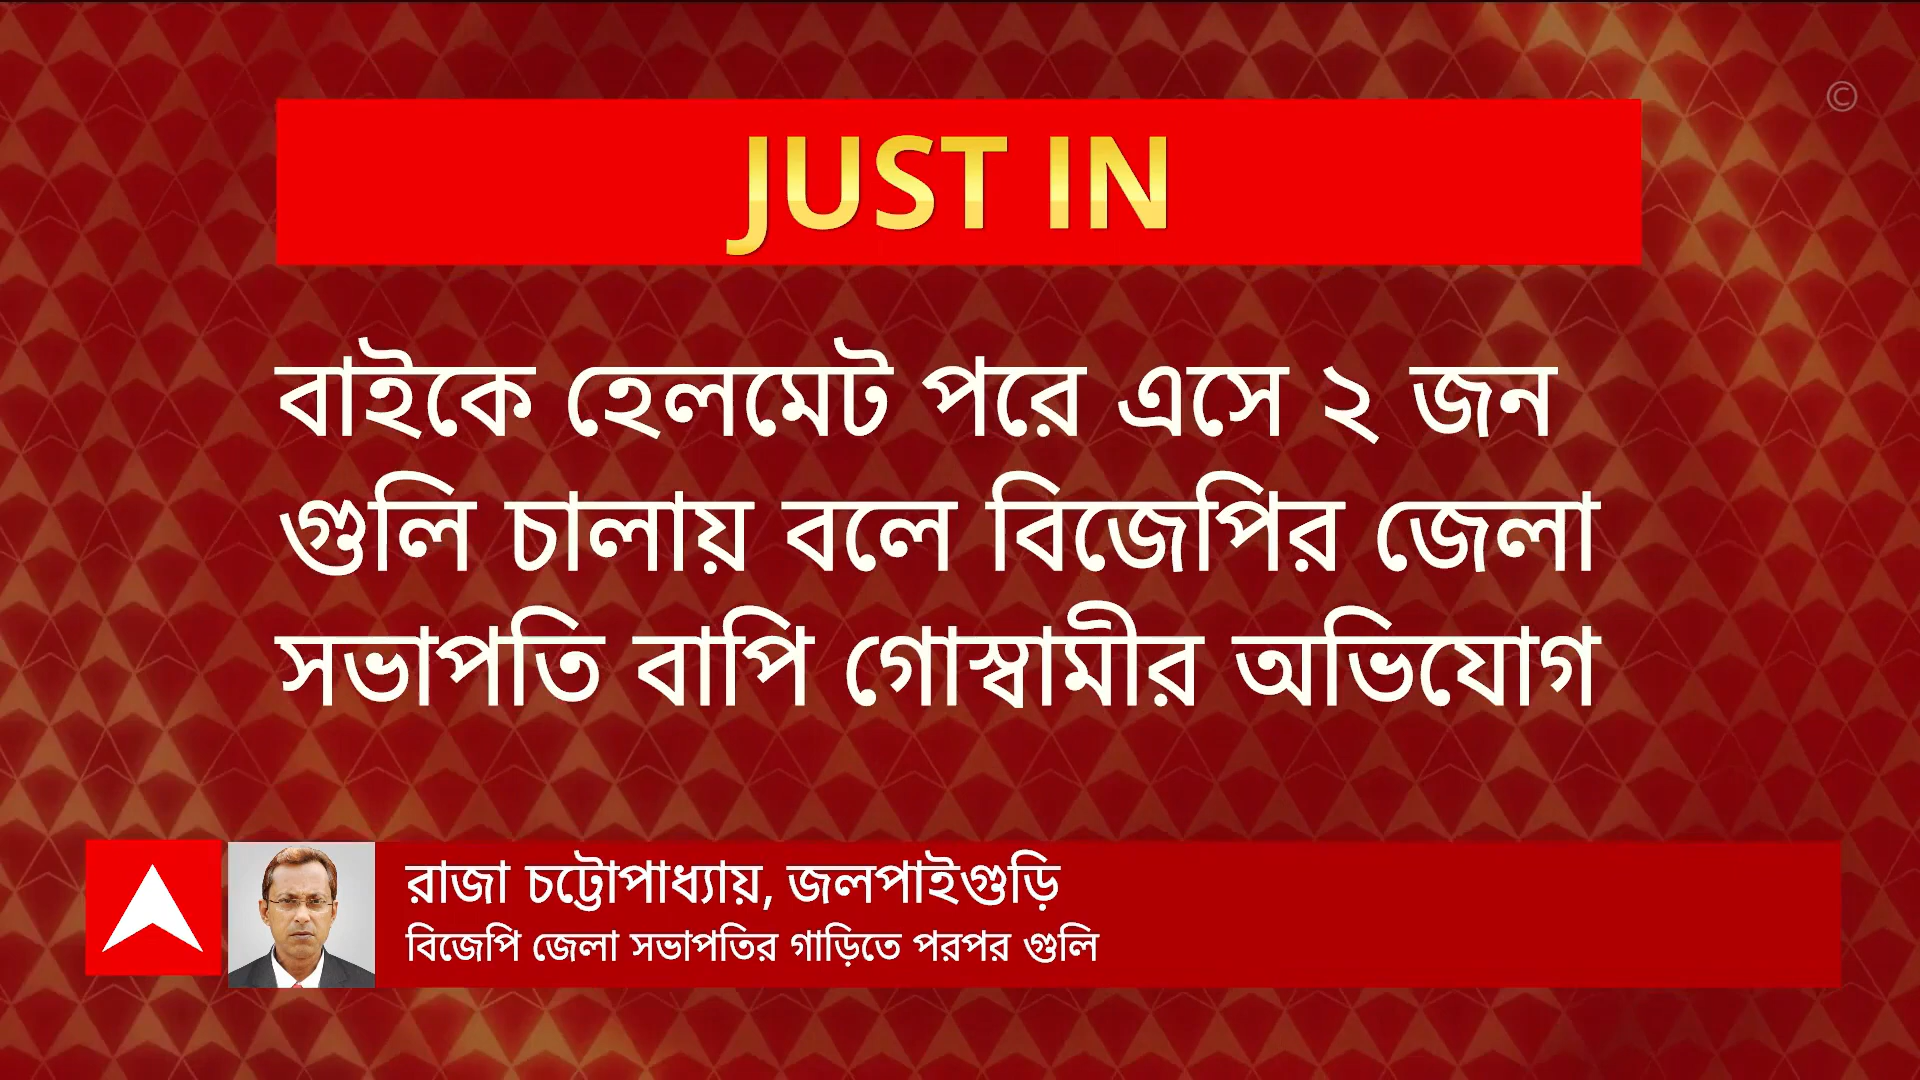 ©
JUST IN
বাইকে হেলমেট পরে এসে ২ জন
গুলি চালায় বলে বিজেপির জেলা
সভাপতি বাপি গোস্বামীর অভিযোগ
রাজা চট্টোপাধ্যায়, জলপাইগুড়ি
বিজেপি জেলা সভাপতির গাড়িতে পরপর গুলি